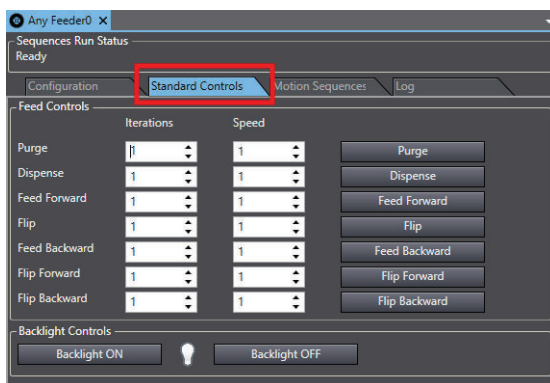 Any Feeder0 ×
Sequences Run Status
Ready
Configuration Standard Controls Motion Sequences Log
Feed Controls
Iterations Speed
Purge 1 1 Purge
Dispense 1 1 Dispense
Feed Forward 1 1 Feed Forward
Flip 1 1 Flip
Feed Backward 1 1 Feed Backward
Flip Forward 1 1 Flip Forward
Flip Backward 1 1 Flip Backward
Backlight Controls
Backlight ON Backlight OFF